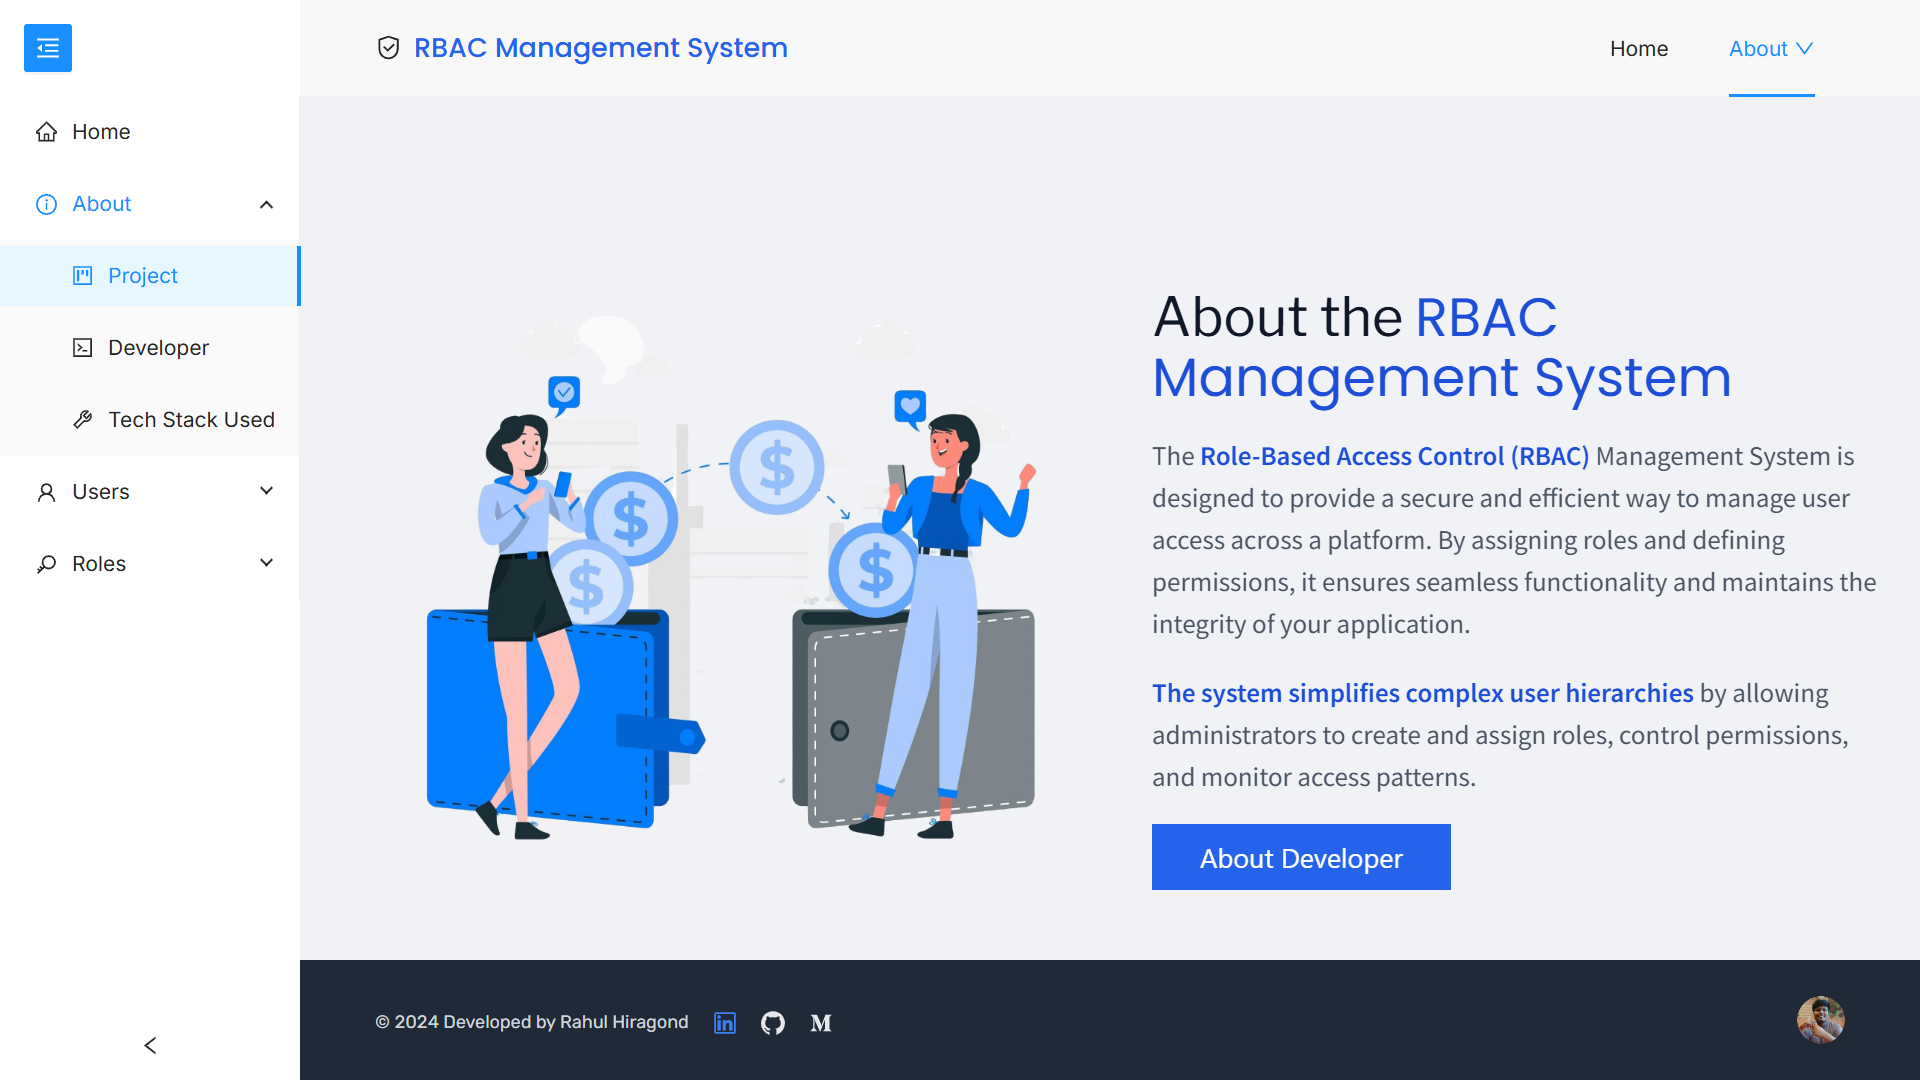 RBAC Management System
Home
About
Home
About
Project
Developer
Tech Stack Used
Users
Roles
About the RBAC
Management System
The Role-Based Access Control (RBAC) Management System is
designed to provide a secure and efficient way to manage user
access across a platform. By assigning roles and defining
permissions, it ensures seamless functionality and maintains the
integrity of your application.
The system simplifies complex user hierarchies by allowing
administrators to create and assign roles, control permissions,
and monitor access patterns.
About Developer
$
$
$
$
© 2024 Developed by Rahul Hiragond
in
M